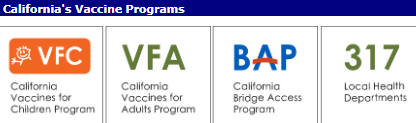 California's Vaccine Programs
VFC
California
Vaccines for
Children Program
VFA
California
Vaccines for
Adults Program
BAP
California
Bridge Access
Program
317
Local Health
Departments